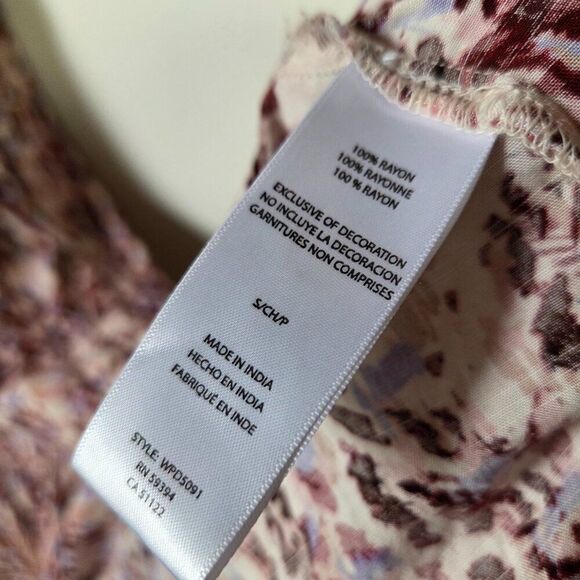 100% RAYON
100% RAYONNE
100 % RAYON
EXCLUSIVE OF DECORATION
NO INCLUYE LA DECORACION
GARNITURES NON COMPRISES
S/CH/P
MADE IN INDIA
HECHO EN INDIA
FABRIQUÉ EN INDE
STYLE: WPD5091
RN 59394
CA 51122